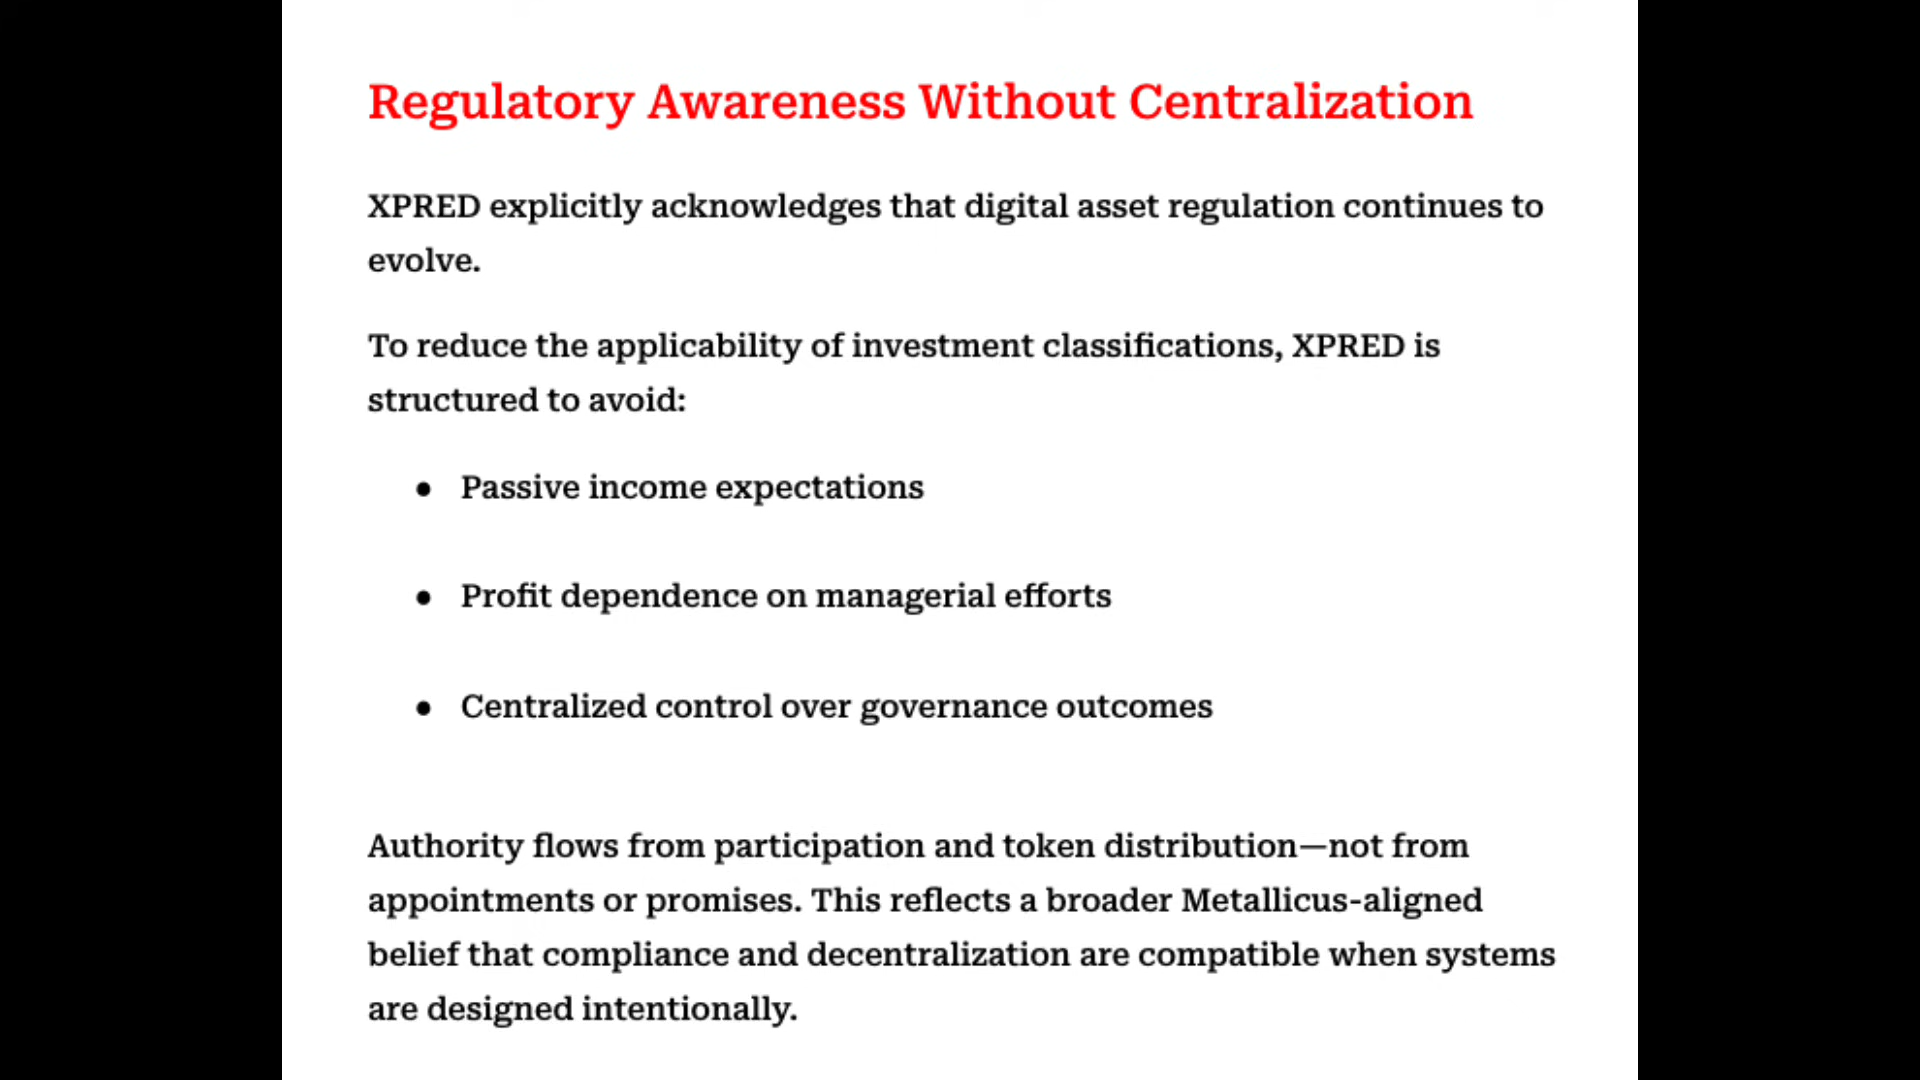 Regulatory Awareness Without Centralization
XPRED explicitly acknowledges that digital asset regulation continues to
evolve.
To reduce the applicability of investment classifications, XPRED is
structured to avoid:
● Passive income expectations
● Profit dependence on managerial efforts
● Centralized control over governance outcomes
Authority flows from participation and token distribution—not from
appointments or promises. This reflects a broader Metallicus-aligned
belief that compliance and decentralization are compatible when systems
are designed intentionally.